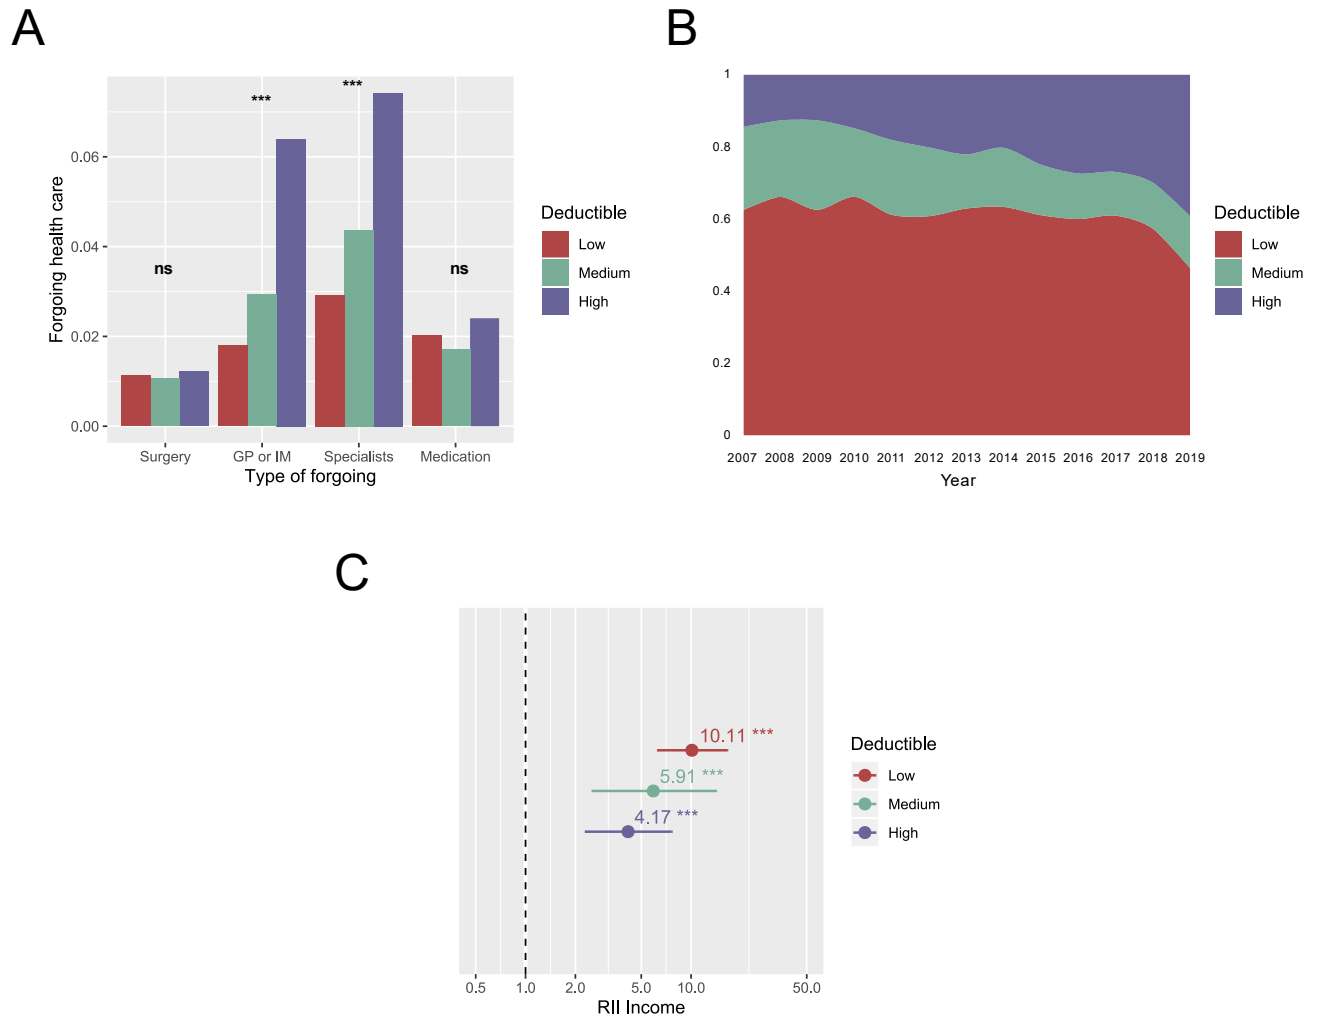 A
***
***
ns
ns
0.06
0.04
0.02
0.00
Forgoing health care
Surgery
GP or IM
Specialists
Medication
Type of forgoing
Deductible
Low
Medium
High
B
1
0.8
0.6
0.4
0.2
0
2007 2008 2009 2010 2011 2012 2013 2014 2015 2016 2017 2018 2019
Year
Deductible
Low
Medium
High
C
10.11 ***
5.91 ***
4.17 ***
0.5 1.0 2.0 5.0 10.0 50.0
RII Income
Deductible
Low
Medium
High